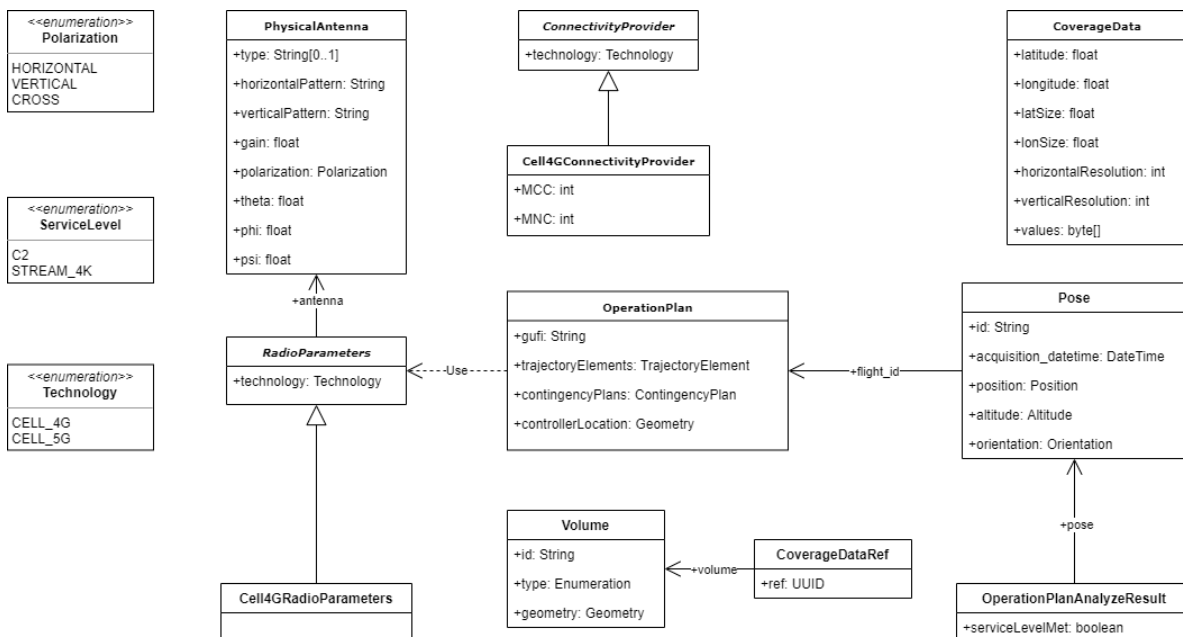 <<enumeration>>
Polarization
HORIZONTAL
VERTICAL
CROSS
PhysicalAntenna
+type: String[0..1]
+horizontalPattern: String
+verticalPattern: String
+gain: float
+polarization: Polarization
+theta: float
+phi: float
+psi: float
ConnectivityProvider
+technology: Technology
Cell4GConnectivityProvider
+MCC: int
+MNC: int
CoverageData
+latitude: float
+longitude: float
+latSize: float
+lonSize: float
+horizontalResolution: int
+verticalResolution: int
+values: byte[]
<<enumeration>>
ServiceLevel
C2
STREAM_4K
+antenna
<<enumeration>>
Technology
CELL_4G
CELL_5G
RadioParameters
+technology: Technology
Use
OperationPlan
+gufi: String
+trajectoryElements: TrajectoryElement
+contingencyPlans: ContingencyPlan
+controllerLocation: Geometry
+flight_id
Pose
+id: String
+acquisition_datetime: DateTime
+position: Position
+altitude: Altitude
+orientation: Orientation
+pose
Cell4GRadioParameters
Volume
+id: String
+type: Enumeration
+geometry: Geometry
+volume
CoverageDataRef
+ref: UUID
OperationPlanAnalyzeResult
+serviceLevelMet: boolean